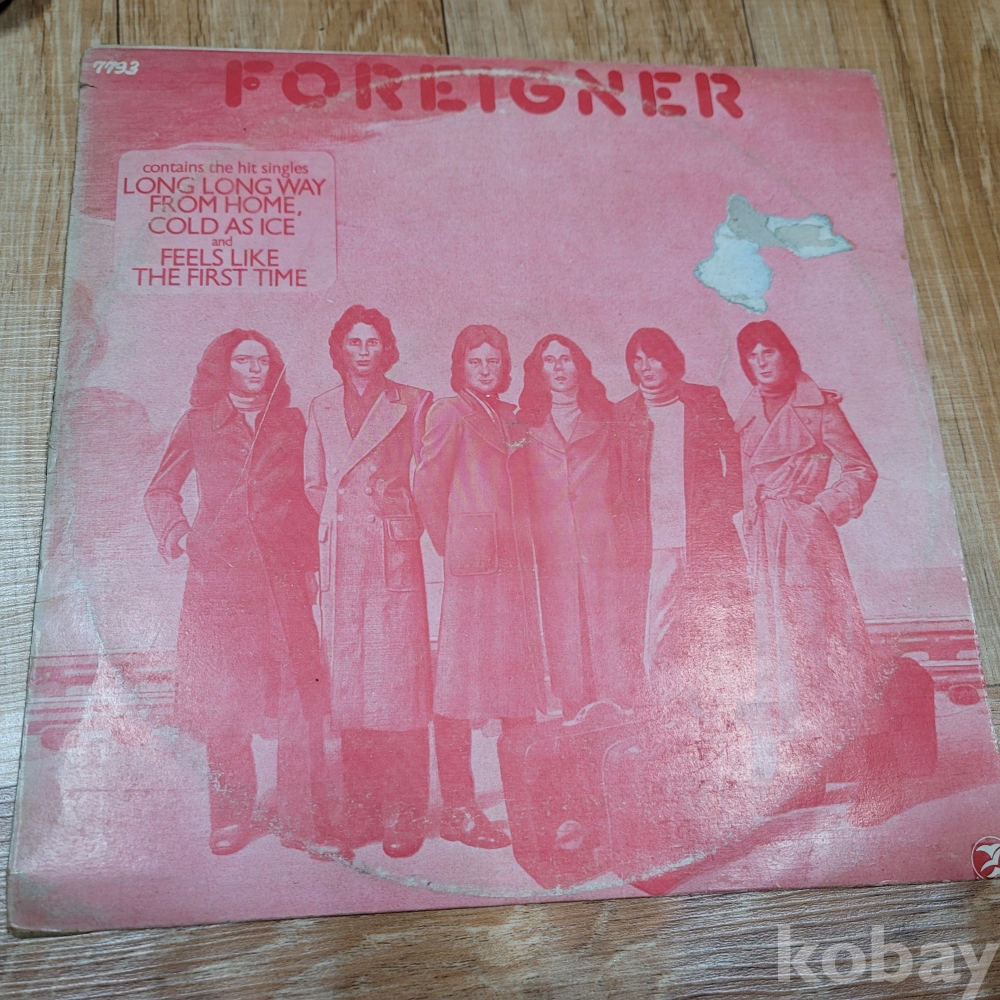 7793
FOREIGNER
contains the hit singles
LONG LONG WAY
FROM HOME,
COLD AS ICE
and
FEELS LIKE
THE FIRST TIME
kobay